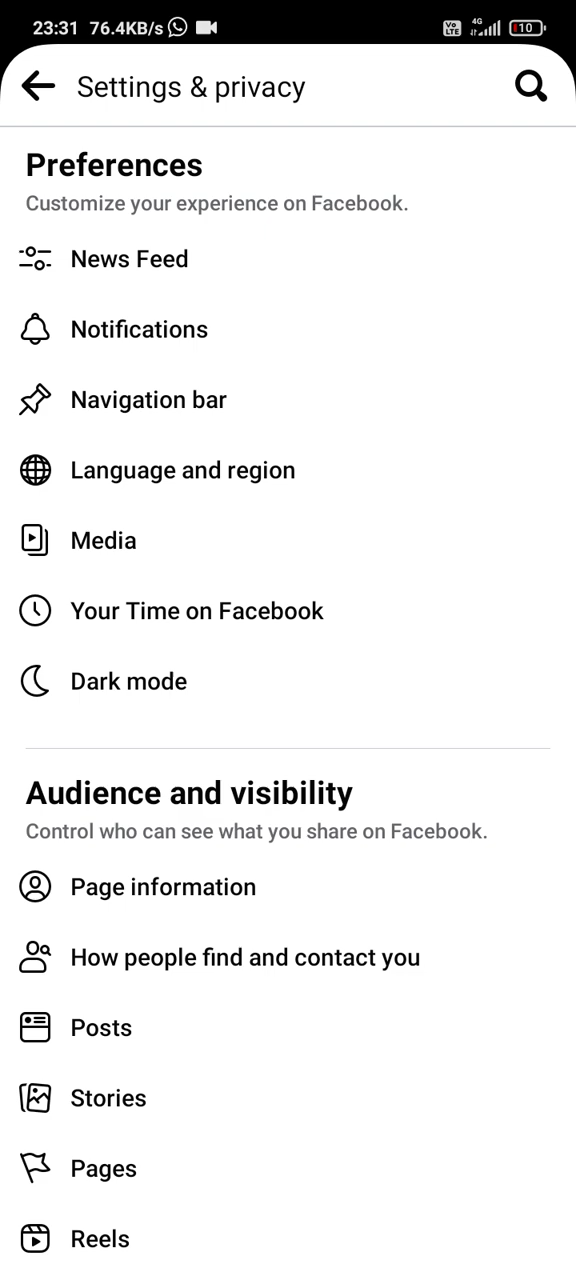 23:31 76.4KB/s Vo LTE 4G 10
Settings & privacy
Preferences
Customize your experience on Facebook.
News Feed
Notifications
Navigation bar
Language and region
Media
Your Time on Facebook
Dark mode
Audience and visibility
Control who can see what you share on Facebook.
Page information
How people find and contact you
Posts
Stories
Pages
Reels